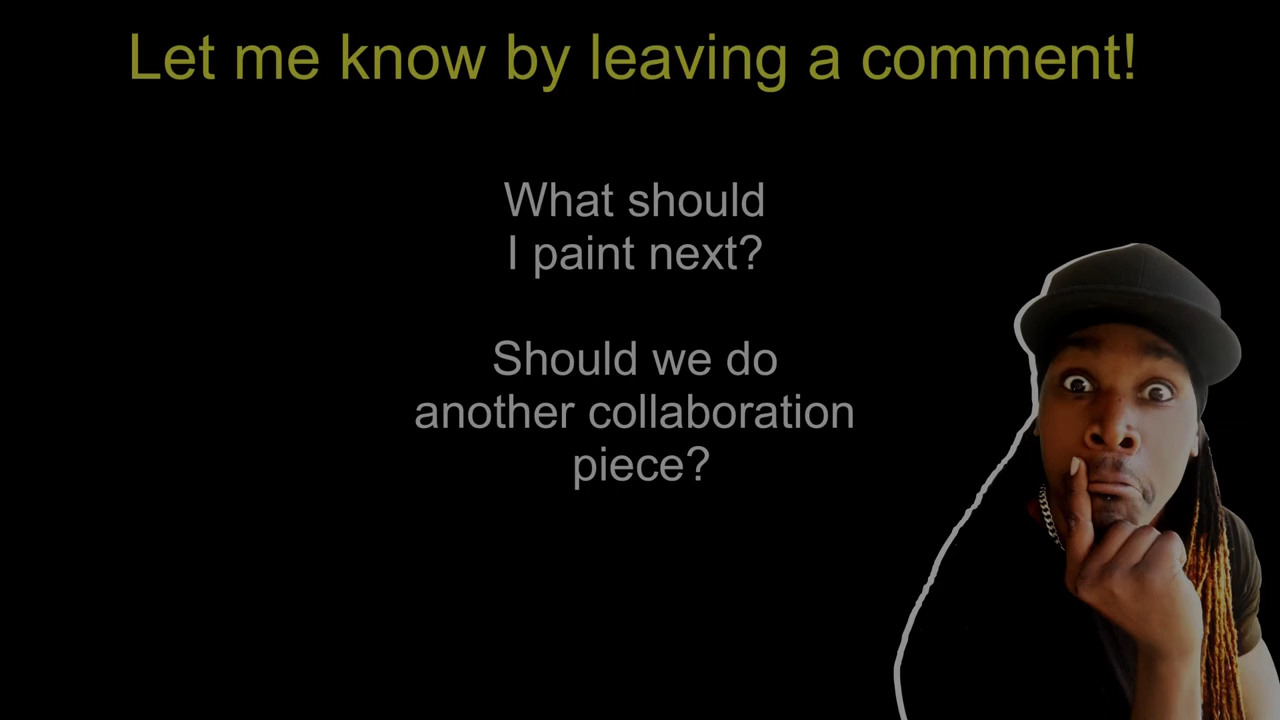 Let me know by leaving a comment!
What should
I paint next?
Should we do
another collaboration
piece?